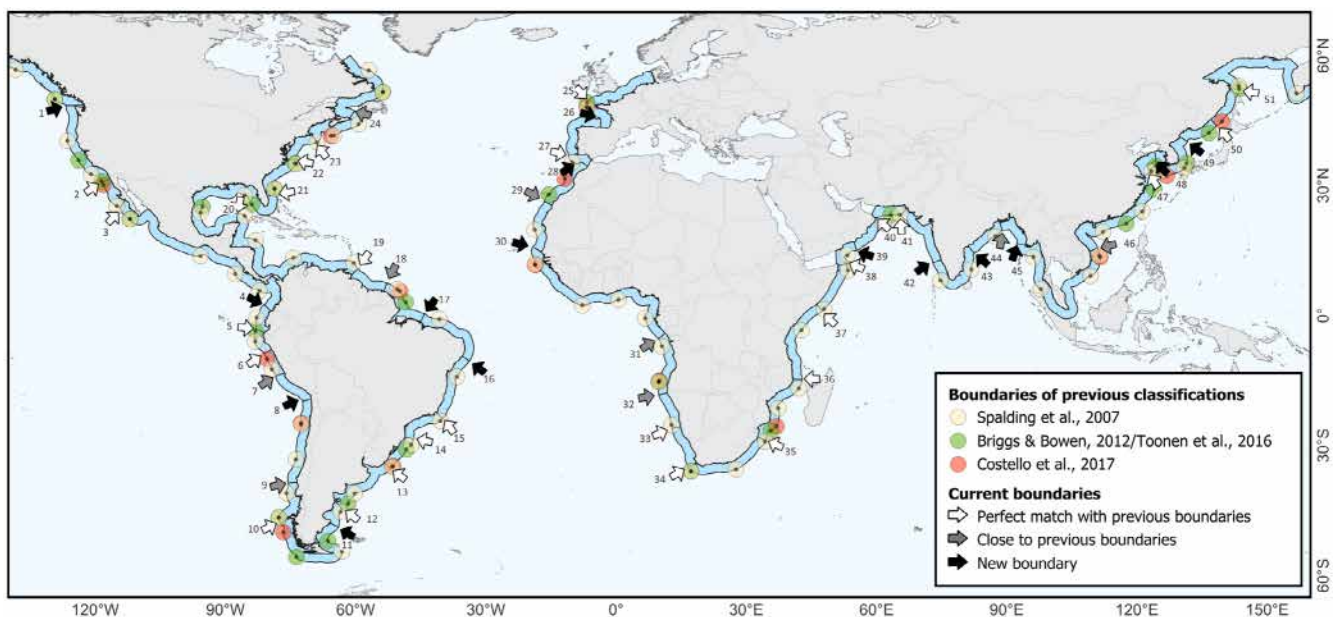 1
2
3
4
5
6
7
8
9
10
11
12
13
14
15
16
17
18
19
20
21
22
23
24
25
26
27
28
29
30
31
32
33
34
35
36
37
38
39
40
41
42
43
44
45
46
47
48
49
50
51
60°N
30°N
0°
30°S
60°S
Boundaries of previous classifications
Spalding et al., 2007
Briggs & Bowen, 2012/Toonen et al., 2016
Costello et al., 2017
Current boundaries
Perfect match with previous boundaries
Close to previous boundaries
New boundary
120°W
90°W
60°W
30°W
0°
30°E
60°E
90°E
120°E
150°E